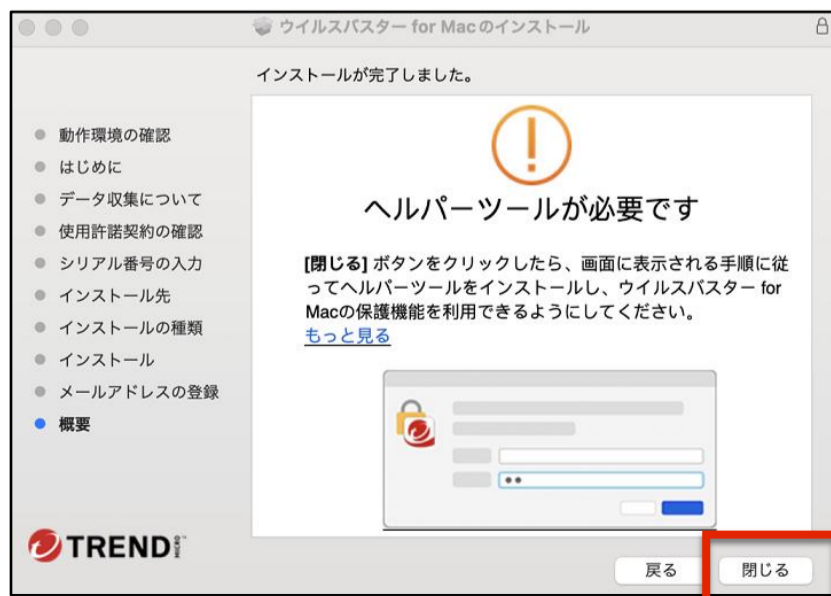 ウイルスバスター for Macのインストール
インストールが完了しました。
動作環境の確認
はじめに
データ収集について
使用許諾契約の確認
シリアル番号の入力
インストール先
インストールの種類
インストール
メールアドレスの登録
概要
ヘルパーツールが必要です
[閉じる] ボタンをクリックしたら、画面に表示される手順に従
ってヘルパーツールをインストールし、ウイルスバスター for
Macの保護機能を利用できるようにしてください。
もっと見る
TREND MICRO™
戻る
閉じる